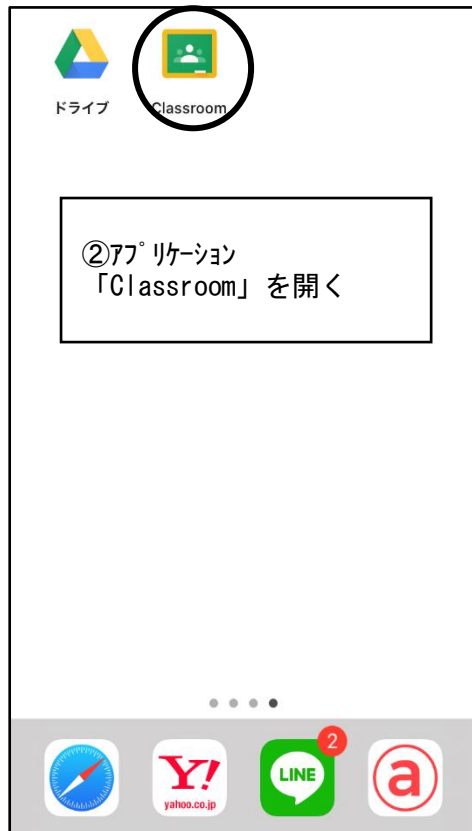 ドライブ
Classroom
②ｱﾌﾟﾘｹｰｼｮﾝ
「Classroom」を開く
2
Y!
yahoo.co.jp
LINE
a